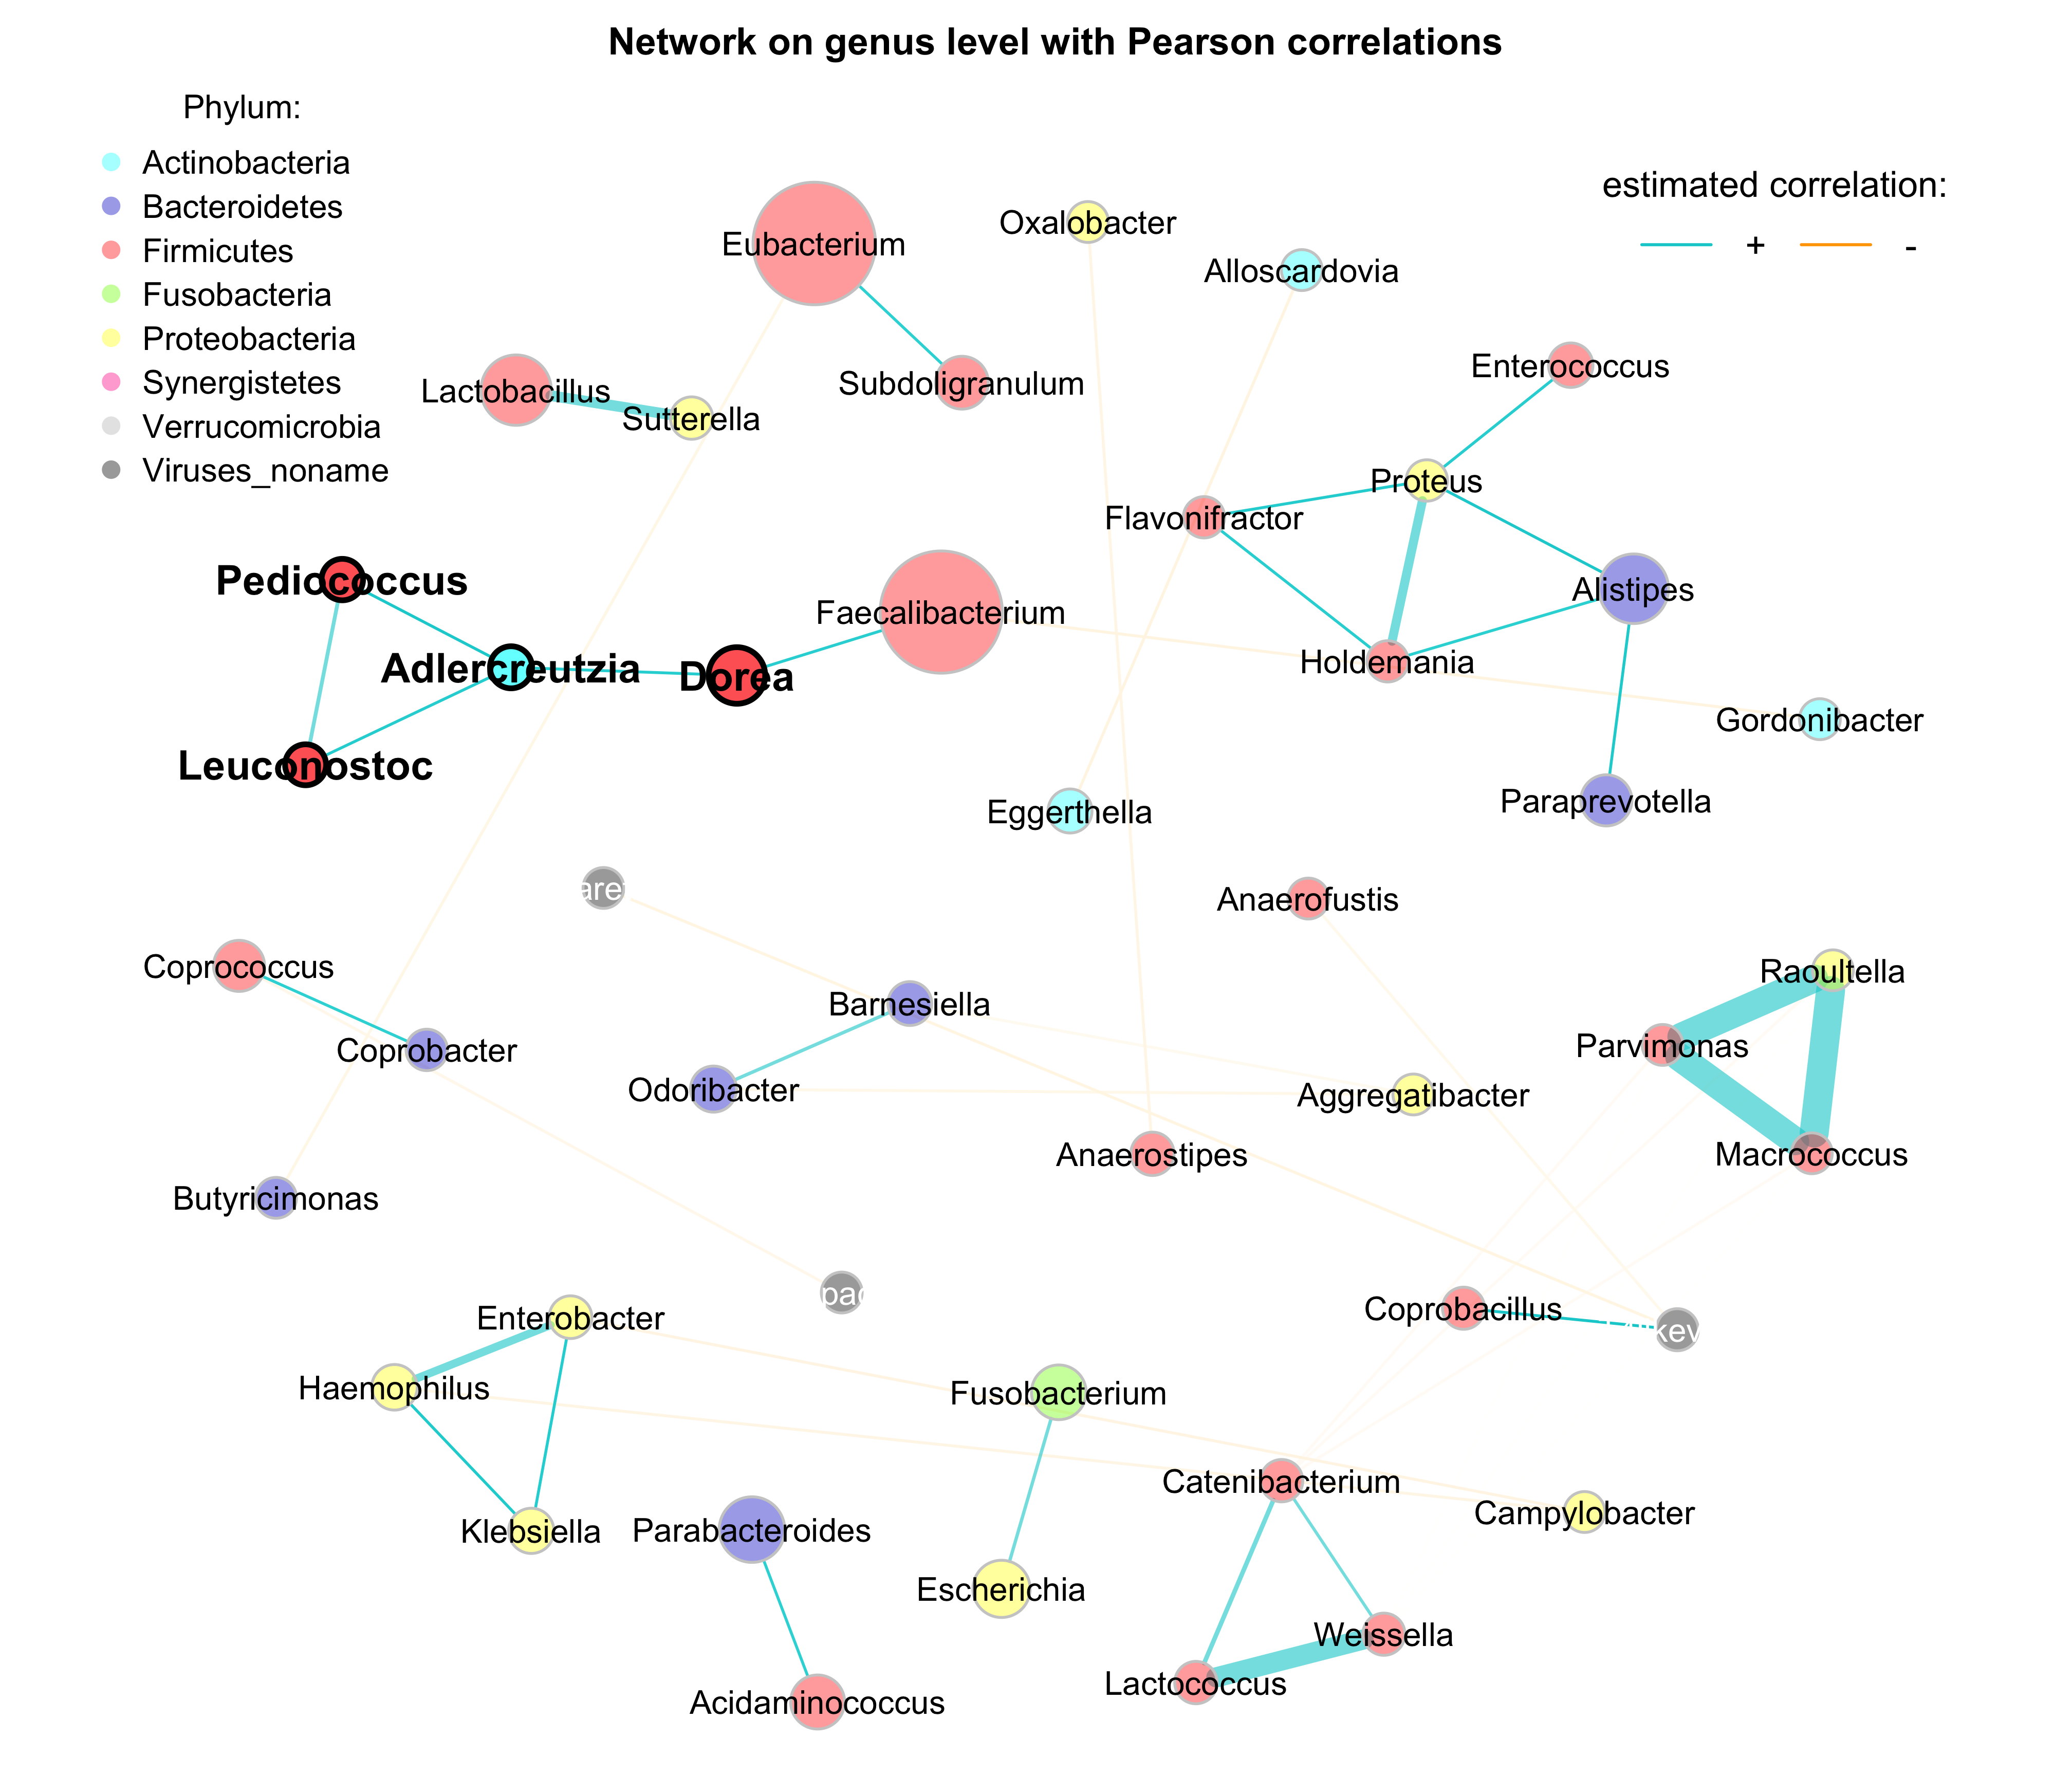 Network on genus level with Pearson correlations
Phylum:
Actinobacteria
Bacteroidetes
Firmicutes
Fusobacteria
Proteobacteria
Synergistetes
Verrucomicrobia
Viruses_noname
estimated correlation:
+ -
Eubacterium
Oxalobacter
Alloscardovia
Enterococcus
Lactobacillus
Subdoligranulum
Sutterella
Proteus
Flavonifractor
Pediococcus
Alistipes
Faecalibacterium
Adlercreutzia
Dorea
Holdemania
Gordonibacter
Leuconostoc
Paraprevotella
Eggerthella
Anaerofustis
Coprococcus
Raoultella
Barnesiella
Parvimonas
Coprobacter
Odoribacter
Aggregatibacter
Anaerostipes
Macrococcus
Butyricimonas
Coprobacillus
Enterobacter
Haemophilus
Fusobacterium
Catenibacterium
Campylobacter
Klebsiella
Parabacteroides
Escherichia
Weissella
Lactococcus
Acidaminococcus